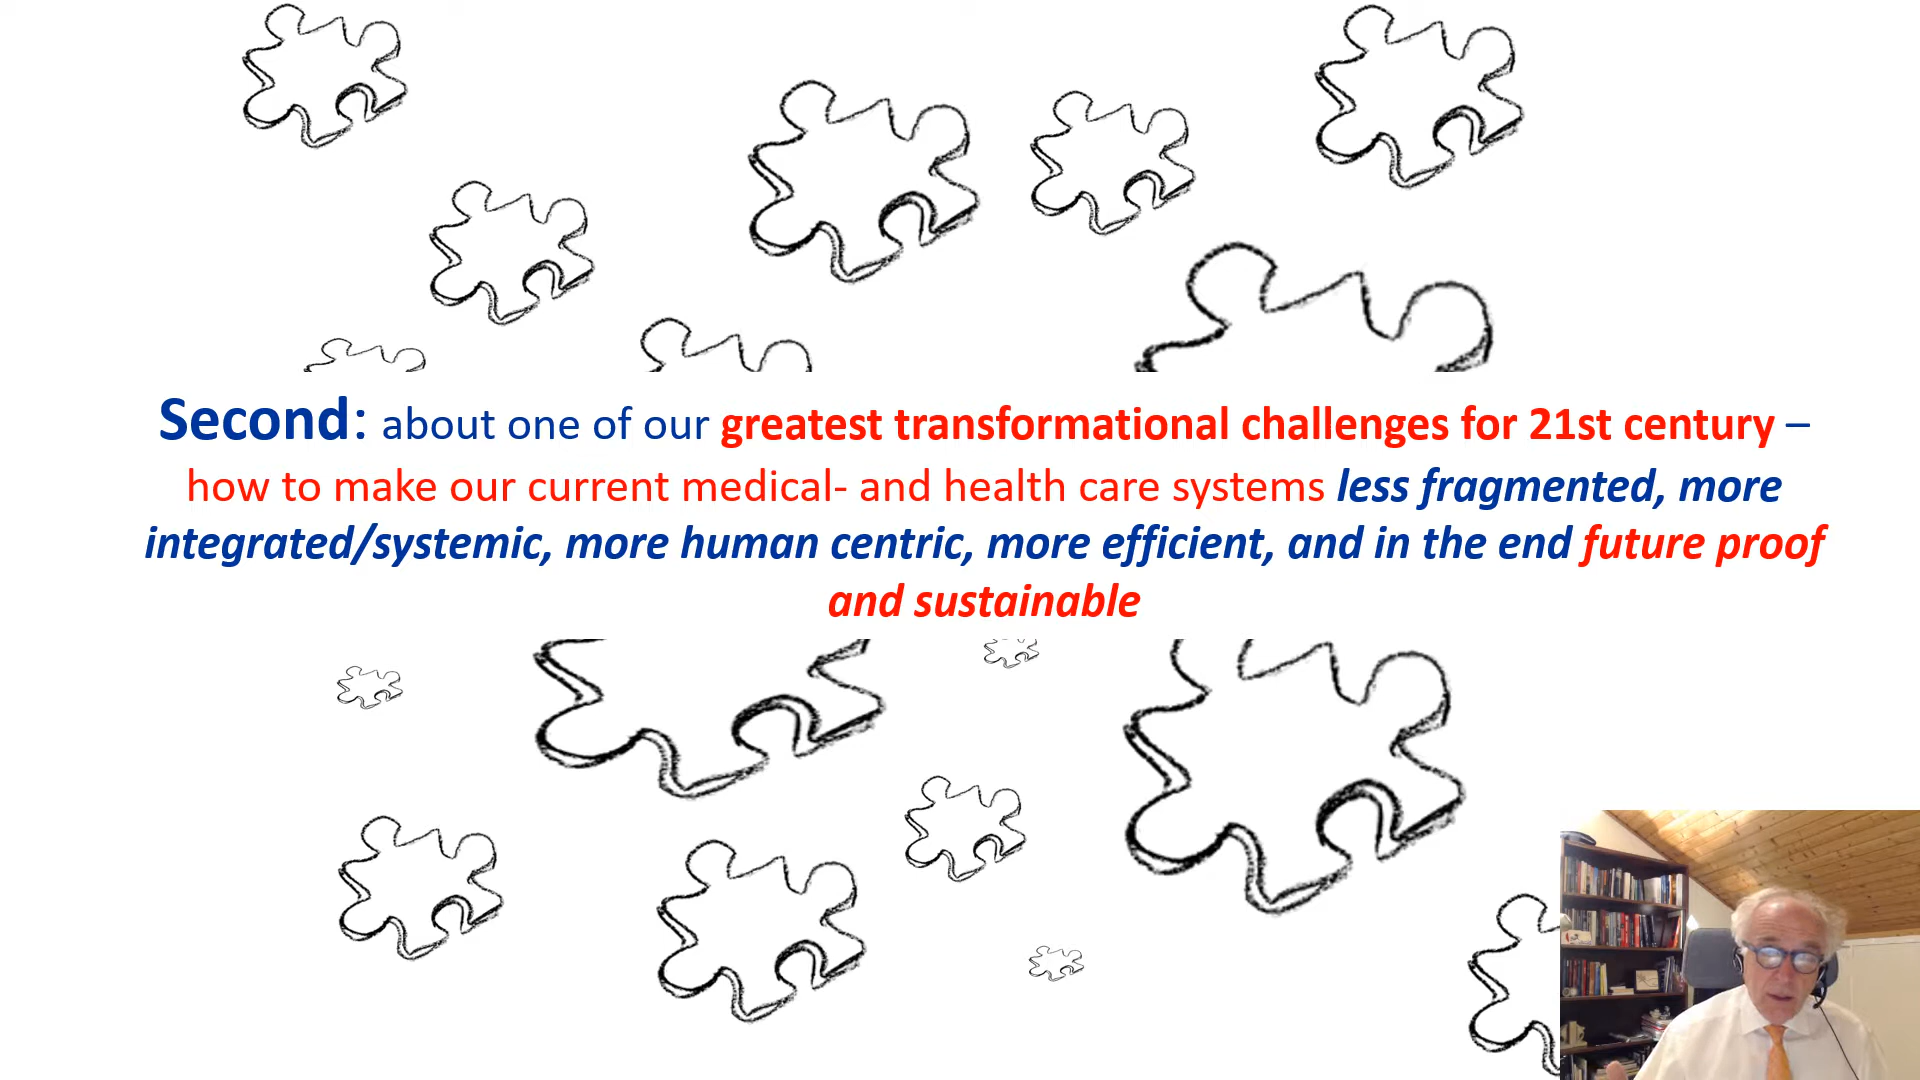 Second: about one of our greatest transformational challenges for 21st century –
how to make our current medical- and health care systems less fragmented, more
integrated/systemic, more human centric, more efficient, and in the end future proof
and sustainable